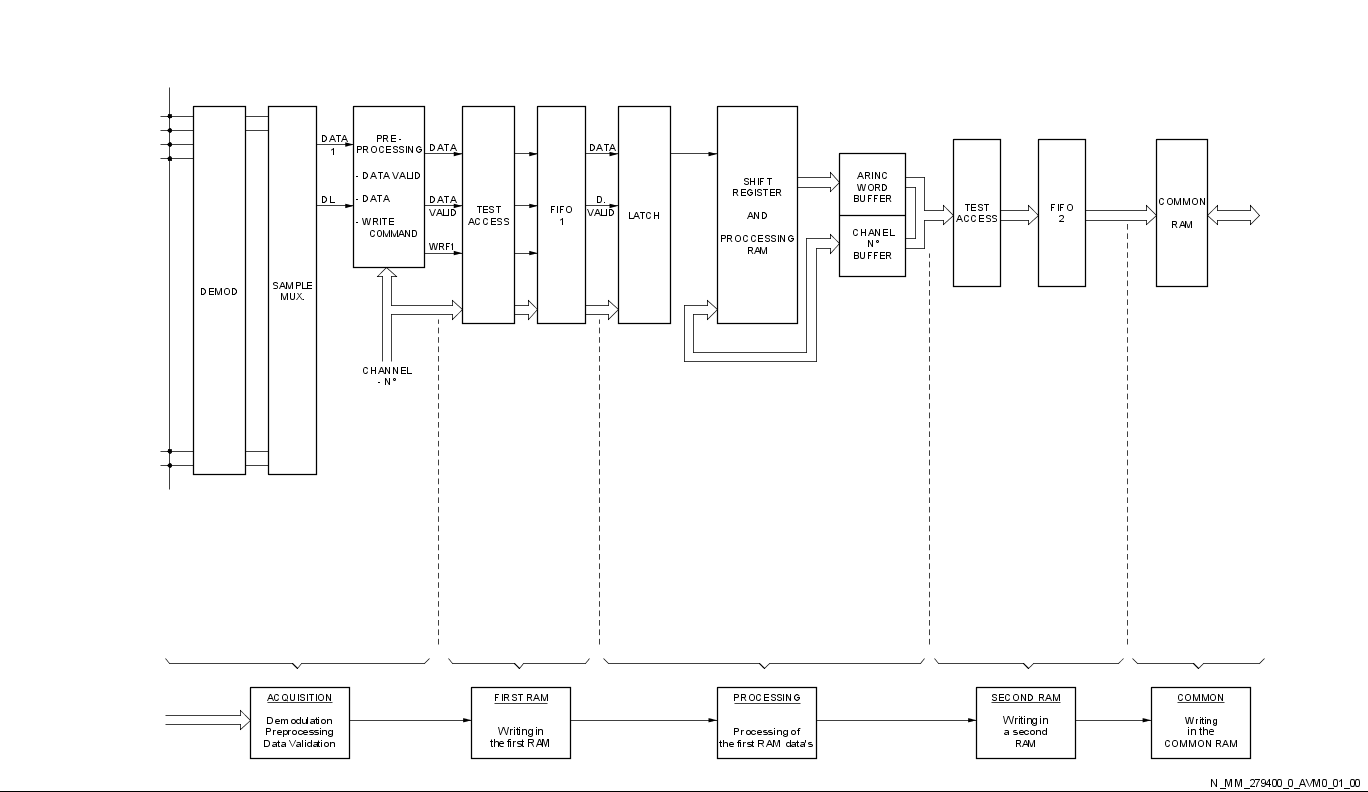 DEMOD
SAMPLE
MUX.
DATA
1
DL
PRE-
PROCESSING
- DATA VALID
- DATA
- WRITE
COMMAND
CHANNEL
- N°
DATA
DATA
VALID
WRF1
TEST
ACCESS
FIFO
1
DATA
D.
VALID
LATCH
SHIFT
REGISTER
AND
PROCCESSING
RAM
ARINC
WORD
BUFFER
CHANEL
N°
BUFFER
TEST
ACCESS
FIFO
2
COMMON
RAM
ACQUISITION
Demodulation
Preprocessing
Data Validation
FIRST RAM
Writing in
the first RAM
PROCESSING
Processing of
the first RAM data's
SECOND RAM
Writing in
a second
RAM
COMMON
Writing
in the
COMMON RAM
N_MM_279400_0_AVM0_01_00